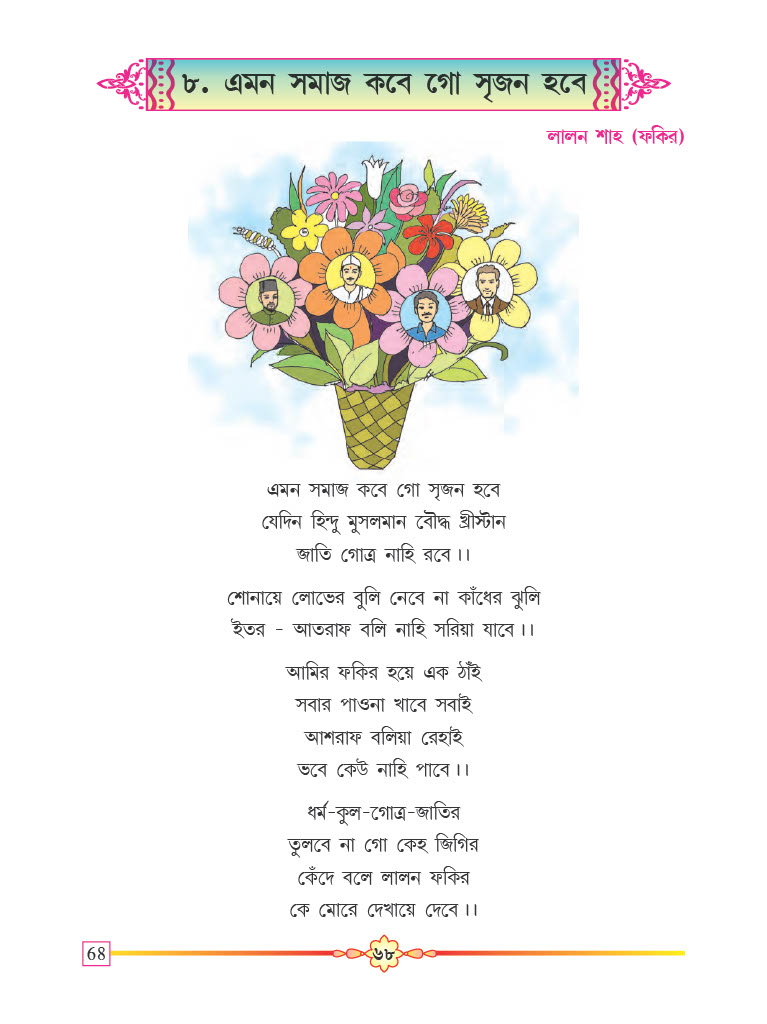 ৮. এমন সমাজ কবে গো সৃজন হবে
লালন শাহ (ফকির)
এমন সমাজ কবে গো সৃজন হবে
যেদিন হিন্দু মুসলমান বৌদ্ধ খ্রীস্টান
জাতি গোত্র নাহি রবে।।
শোনায়ে লোভের বুলি নেবে না কাঁধের ঝুলি
ইতর - আতরাফ বলি নাহি সরিয়া যাবে।।
আমির ফকির হয়ে এক ঠাঁই
সবার পাওনা খাবে সবাই
আশরাফ বলিয়া রেহাই
ভবে কেউ নাহি পাবে।।
ধর্ম-কুল-গোত্র-জাতির
তুলবে না গো কেহ জিগির
কেঁদে বলে লালন ফকির
কে মোরে দেখায়ে দেবে।।
68
৬৮